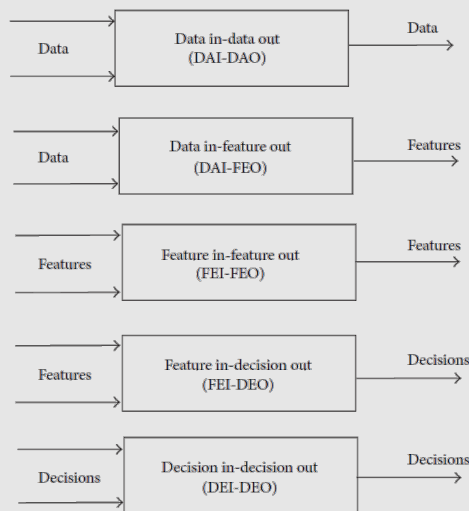 Data
Data in-data out
(DAI-DAO)
Data
Data
Data in-feature out
(DAI-FEO)
Features
Features
Feature in-feature out
(FEI-FEO)
Features
Features
Feature in-decision out
(FEI-DEO)
Decisions
Decisions
Decision in-decision out
(DEI-DEO)
Decisions